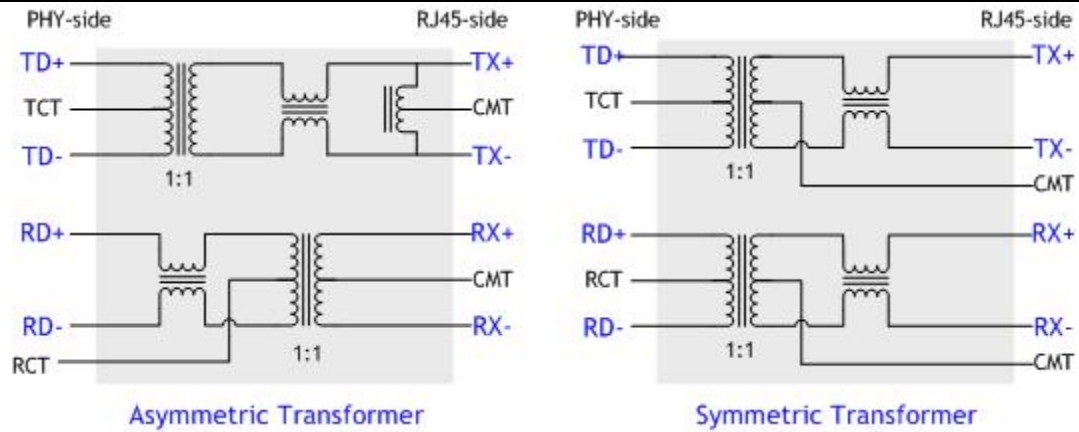 PHY-side RJ45-side
TD+ TX+
TCT CMT
TD- TX-
1:1
RD+ RX+
CMT
RD- RX-
RCT 1:1
Asymmetric Transformer
PHY-side RJ45-side
TD+ TX+
TCT
TD- TX-
1:1 CMT
RD+ RX+
RCT
RD- RX-
1:1 CMT
Symmetric Transformer